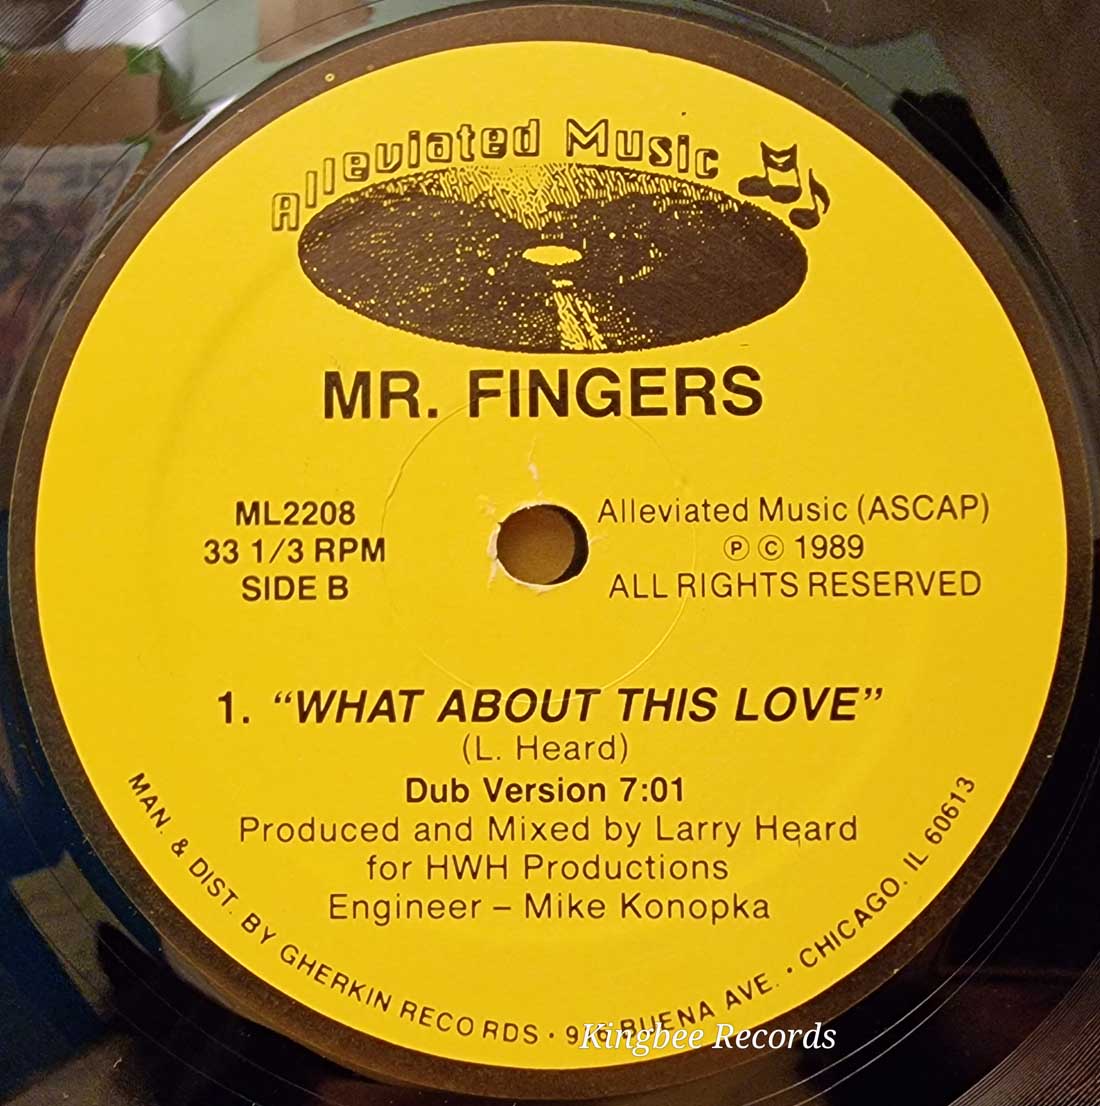 Alleviated Music
MR. FINGERS
ML2208
33 1/3 RPM
SIDE B
Alleviated Music (ASCAP)
Ⓟ © 1989
ALL RIGHTS RESERVED
1. “WHAT ABOUT THIS LOVE”
(L. Heard)
Dub Version 7:01
Produced and Mixed by Larry Heard
for HWH Productions
Engineer – Mike Konopka
MAN. & DIST. BY GHERKIN RECORDS · BUENA AVE. · CHICAGO, IL 60613
Kingbee Records